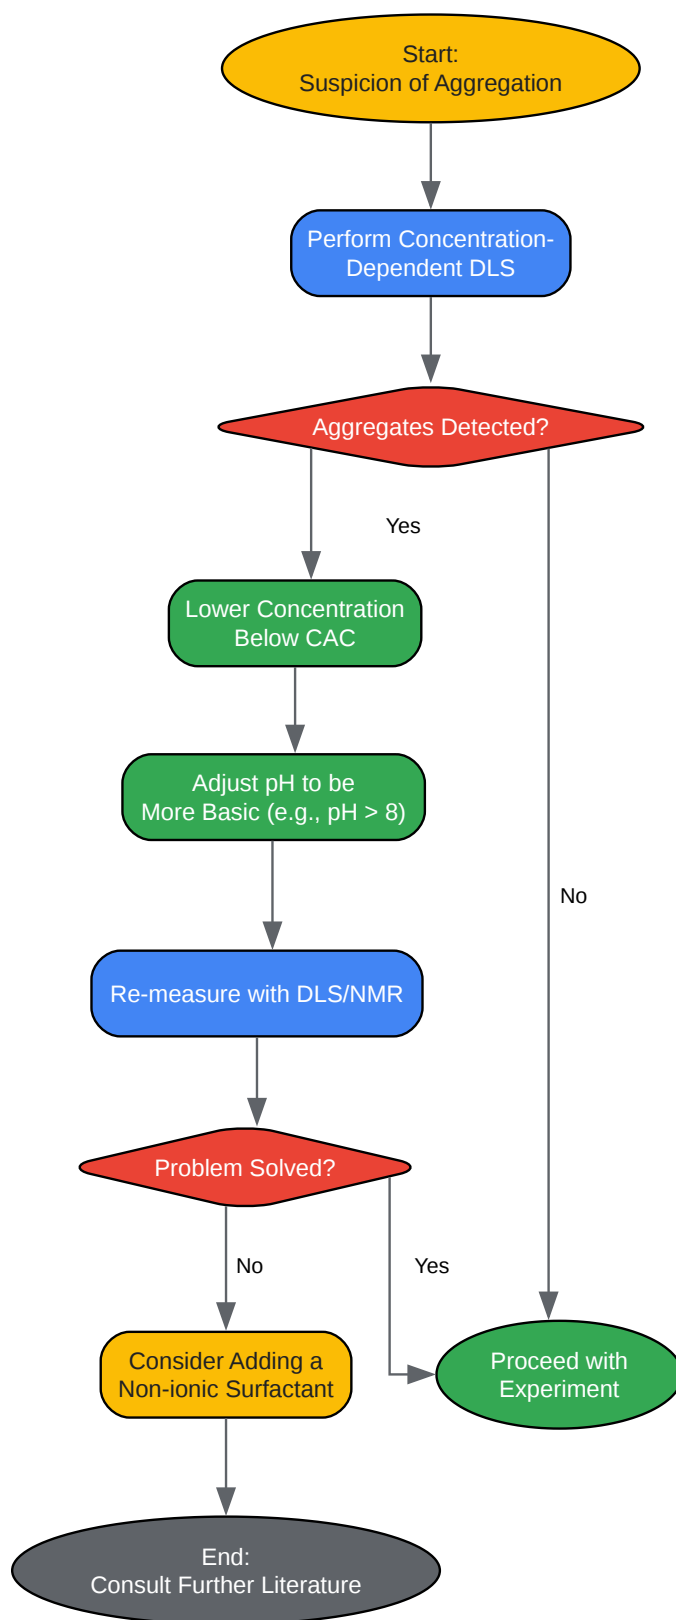 Start:
Suspicion of Aggregation
Perform Concentration-
Dependent DLS
Aggregates Detected?
Yes
Lower Concentration
Below CAC
Adjust pH to be
More Basic (e.g., pH > 8)
No
Re-measure with DLS/NMR
Problem Solved?
No
Yes
Consider Adding a
Non-ionic Surfactant
Proceed with
Experiment
End:
Consult Further Literature